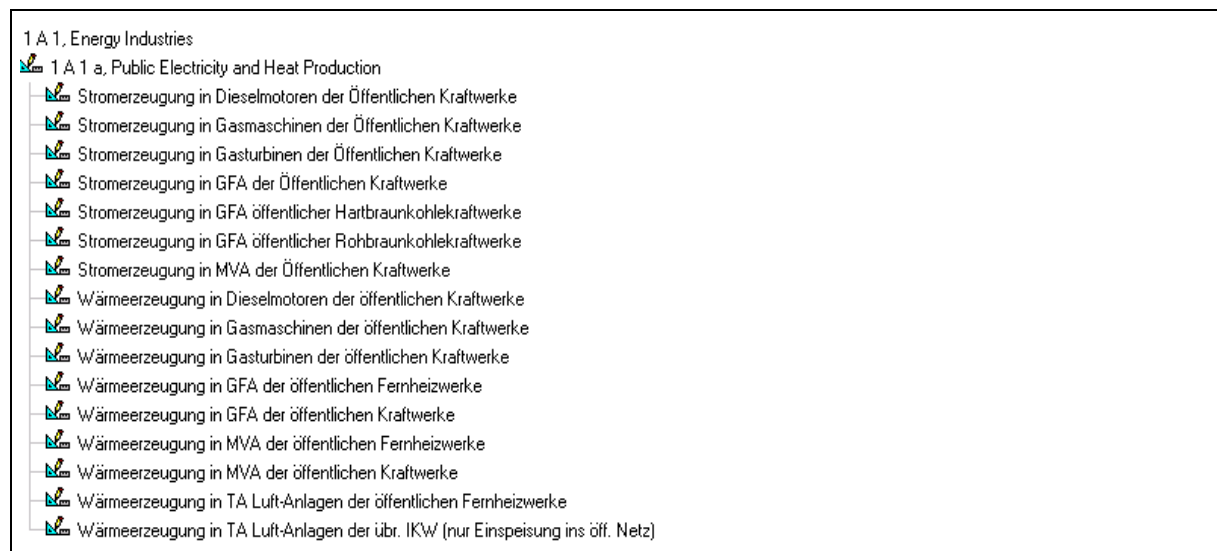 1 A 1, Energy Industries
1 A 1 a, Public Electricity and Heat Production
Stromerzeugung in Dieselmotoren der Öffentlichen Kraftwerke
Stromerzeugung in Gasmaschinen der Öffentlichen Kraftwerke
Stromerzeugung in Gasturbinen der Öffentlichen Kraftwerke
Stromerzeugung in GFA der Öffentlichen Kraftwerke
Stromerzeugung in GFA öffentlicher Hartbraunkohlekraftwerke
Stromerzeugung in GFA öffentlicher Rohbraunkohlekraftwerke
Stromerzeugung in MVA der Öffentlichen Kraftwerke
Wärmeerzeugung in Dieselmotoren der öffentlichen Kraftwerke
Wärmeerzeugung in Gasmaschinen der öffentlichen Kraftwerke
Wärmeerzeugung in Gasturbinen der öffentlichen Kraftwerke
Wärmeerzeugung in GFA der öffentlichen Fernheizwerke
Wärmeerzeugung in GFA der öffentlichen Kraftwerke
Wärmeerzeugung in MVA der öffentlichen Fernheizwerke
Wärmeerzeugung in MVA der öffentlichen Kraftwerke
Wärmeerzeugung in TA Luft-Anlagen der öffentlichen Fernheizwerke
Wärmeerzeugung in TA Luft-Anlagen der übr. IKW (nur Einspeisung ins öff. Netz)